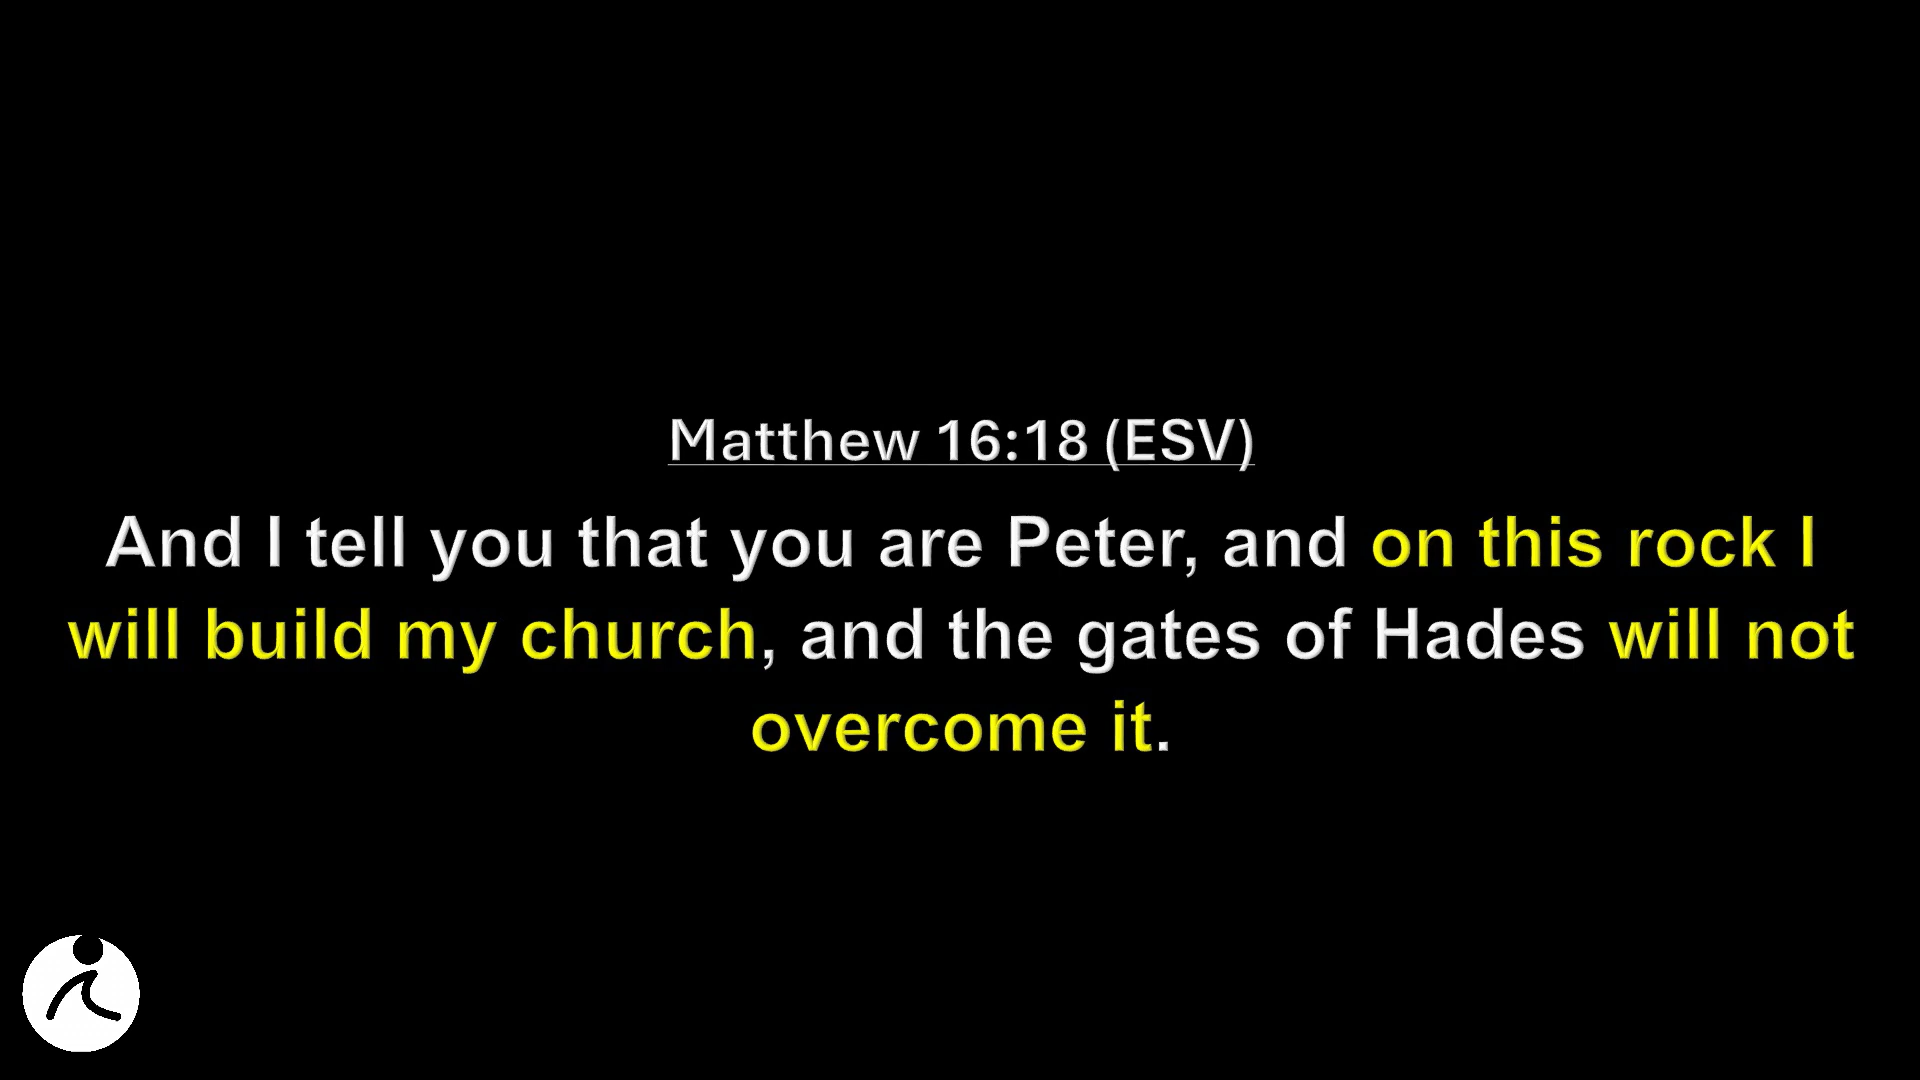 Matthew 16:18 (ESV)
And I tell you that you are Peter, and on this rock I
will build my church, and the gates of Hades will not
overcome it.